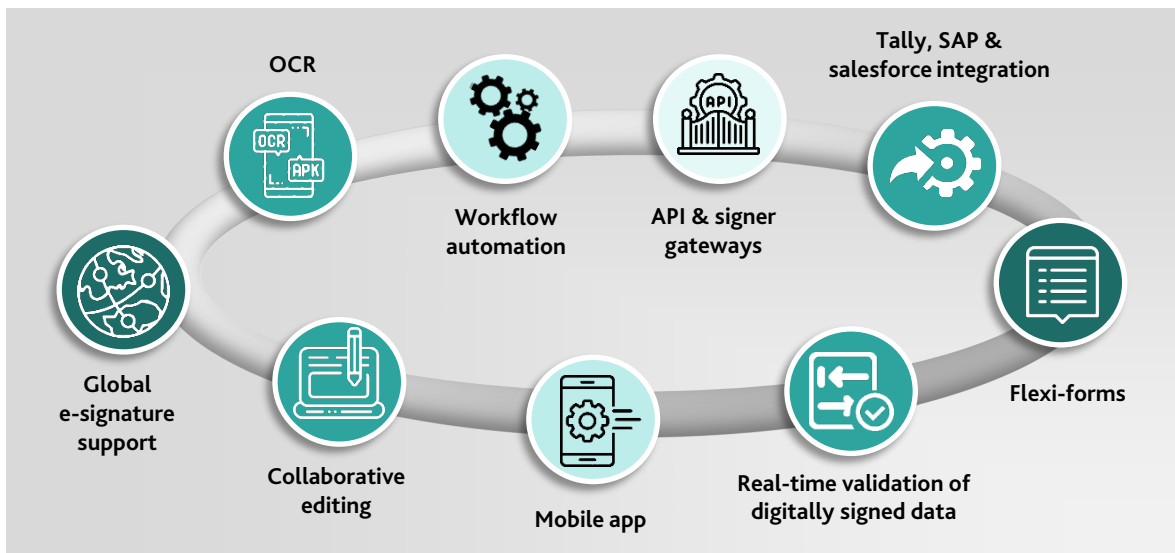 OCR
OCR
APK
Workflow
automation
API
API & signer
gateways
Tally, SAP &
salesforce integration
Flexi-forms
Real-time validation of
digitally signed data
Mobile app
Collaborative
editing
Global
e-signature
support